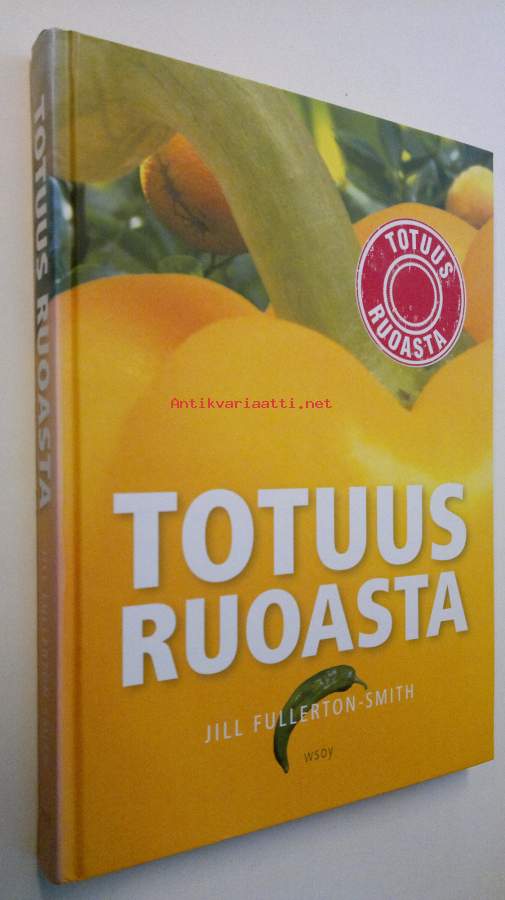 TOTUUS RUOASTA
JILL FULLERTON-SMITH
TOTUUS
RUOASTA
Antikvariaatti.net
TOTUUS
RUOASTA
JILL FULLERTON-SMITH
wsoy